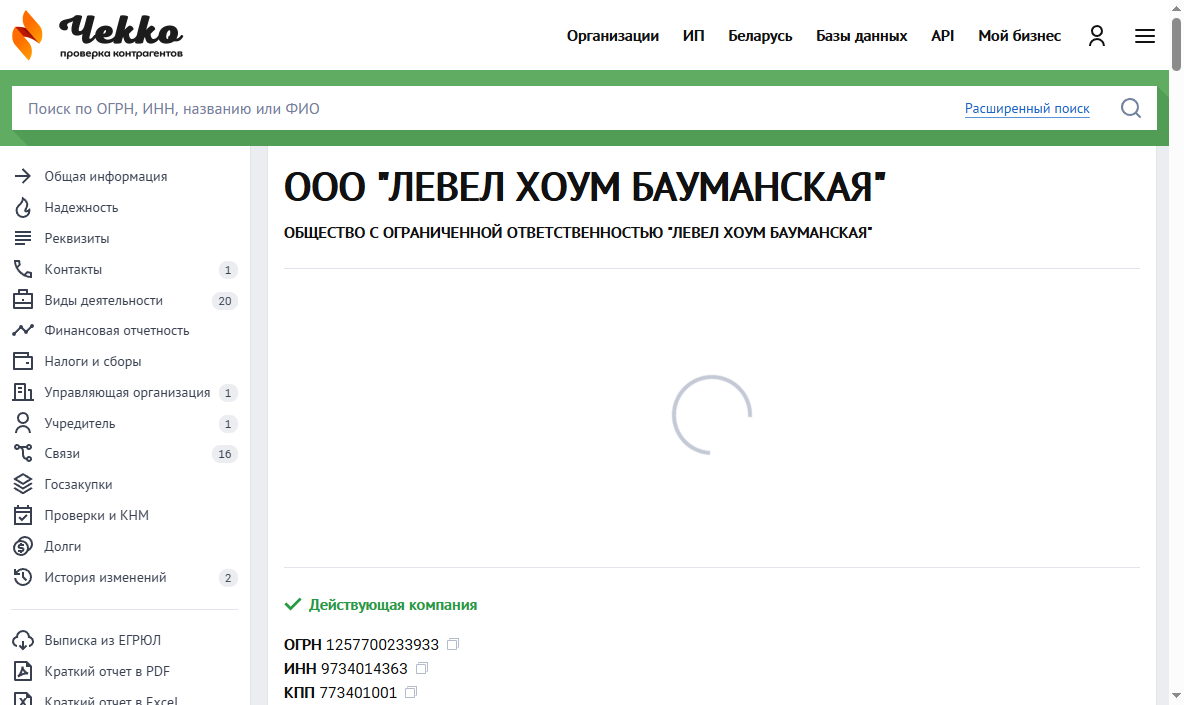 Чекко
проверка контрагентов
Организации ИП Беларусь Базы данных API Мой бизнес
Поиск по ОГРН, ИНН, названию или ФИО Расширенный поиск
Общая информация
Надежность
Реквизиты
Контакты 1
Виды деятельности 20
Финансовая отчетность
Налоги и сборы
Управляющая организация 1
Учредитель 1
Связи 16
Госзакупки
Проверки и КНМ
Долги
История изменений 2
Выписка из ЕГРЮЛ
Краткий отчет в PDF
Краткий отчет в Excel
ООО "ЛЕВЕЛ ХОУМ БАУМАНСКАЯ"
ОБЩЕСТВО С ОГРАНИЧЕННОЙ ОТВЕТСТВЕННОСТЬЮ "ЛЕВЕЛ ХОУМ БАУМАНСКАЯ"
Действующая компания
ОГРН 1257700233933
ИНН 9734014363
КПП 773401001